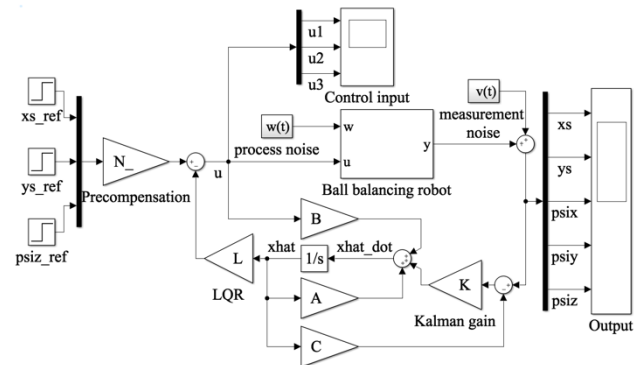 u1
u2
u3
Control input
xs_ref
ys_ref
psiz_ref
N_
Precompensation
u
w(t)
process noise
w
u
y
Ball balancing robot
v(t)
measurement
noise
B
L
LQR
xhat
1/s
xhat_dot
A
C
K
Kalman gain
xs
ys
psix
psiy
psiz
Output